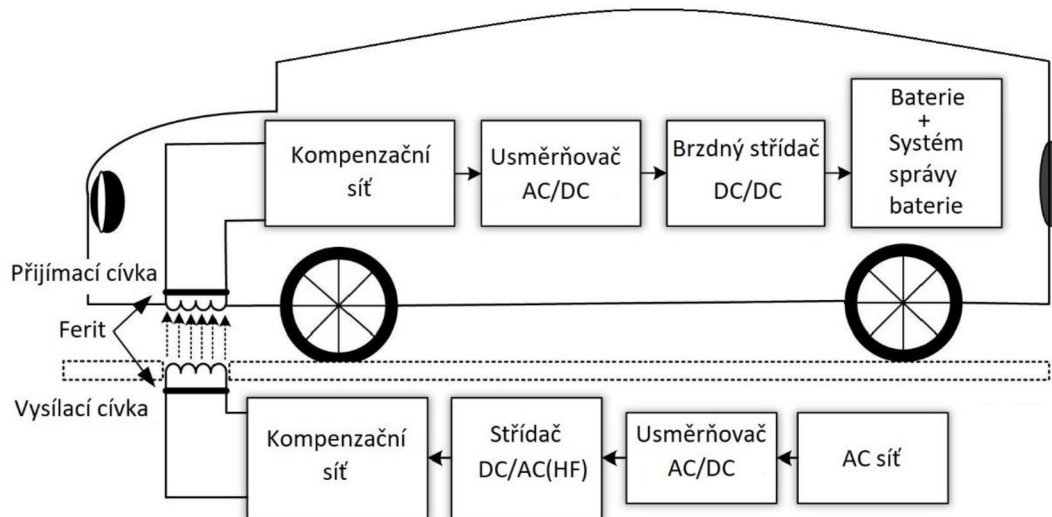 Kompenzační
síť
Usměrňovač
AC/DC
Brzdný střídač
DC/DC
Baterie
+
Systém
správy
baterie
Přijímací cívka
Ferit
Vysílací cívka
Kompenzační
síť
Střídač
DC/AC(HF)
Usměrňovač
AC/DC
AC síť